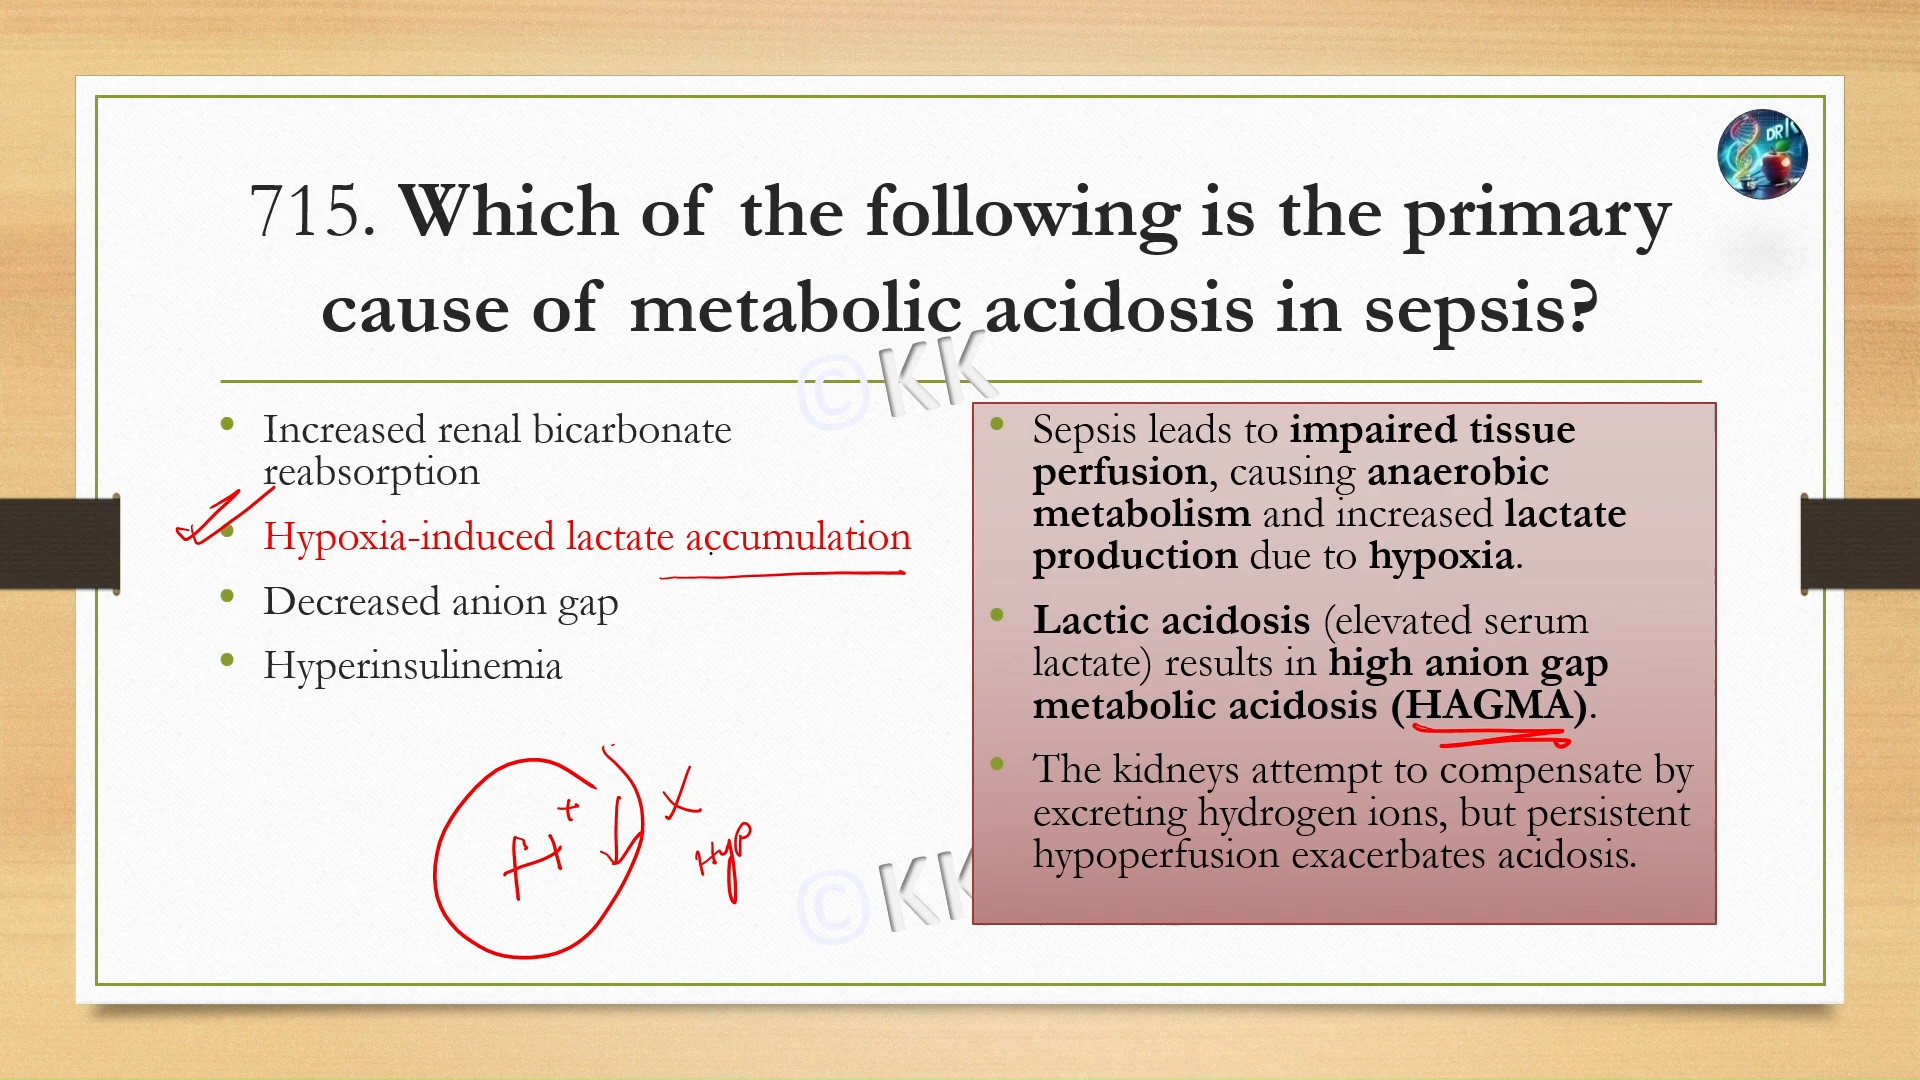 DR K
715. Which of the following is the primary
cause of metabolic acidosis in sepsis?
©KK
• Increased renal bicarbonate
reabsorption
• Hypoxia-induced lactate accumulation
• Decreased anion gap
• Hyperinsulinemia
• Sepsis leads to impaired tissue
perfusion, causing anaerobic
metabolism and increased lactate
production due to hypoxia.
• Lactic acidosis (elevated serum
lactate) results in high anion gap
metabolic acidosis (HAGMA).
• The kidneys attempt to compensate by
excreting hydrogen ions, but persistent
hypoperfusion exacerbates acidosis.
H+
Hyp
©KK